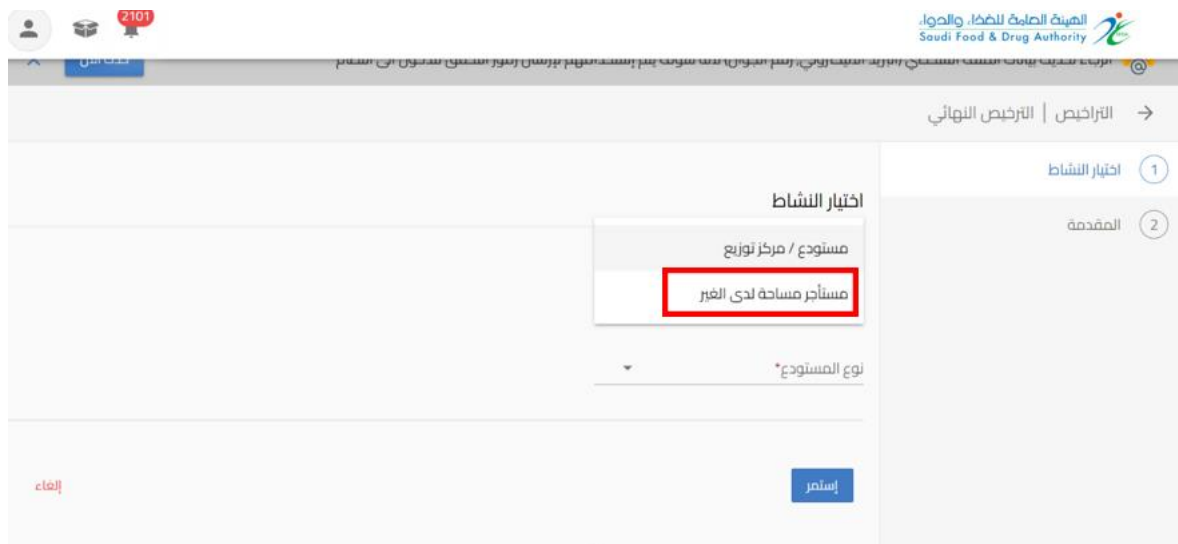 2101
الهيئة العامة للغذاء والدواء
Saudi Food & Drug Authority
التراخيص | الترخيص النهائي
1 اختيار النشاط
2 المقدمة
اختيار النشاط
مستودع / مركز توزيع
مستأجر مساحة لدى الغير
نوع المستودع*
إستمر
إلغاء